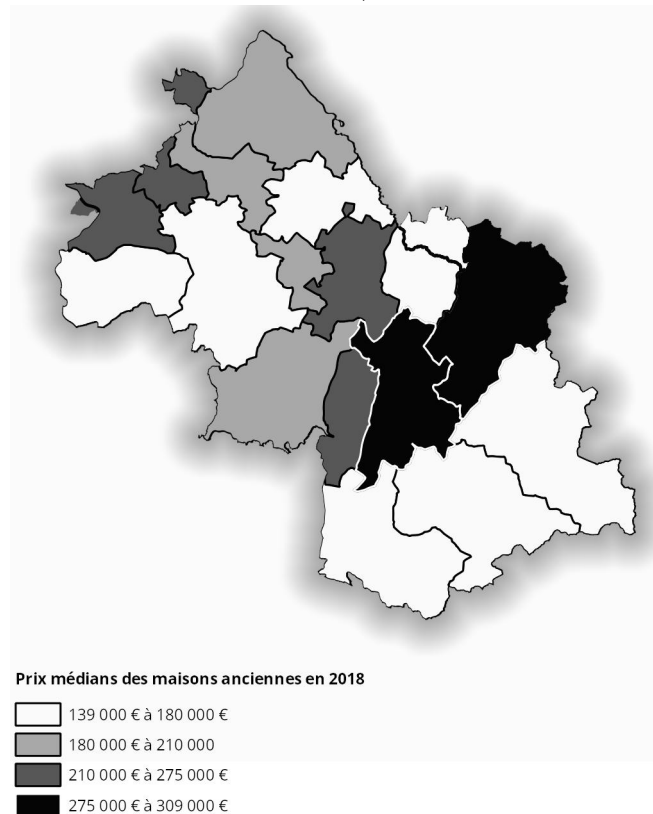 Prix médians des maisons anciennes en 2018
139 000 € à 180 000 €
180 000 € à 210 000
210 000 € à 275 000 €
275 000 € à 309 000 €